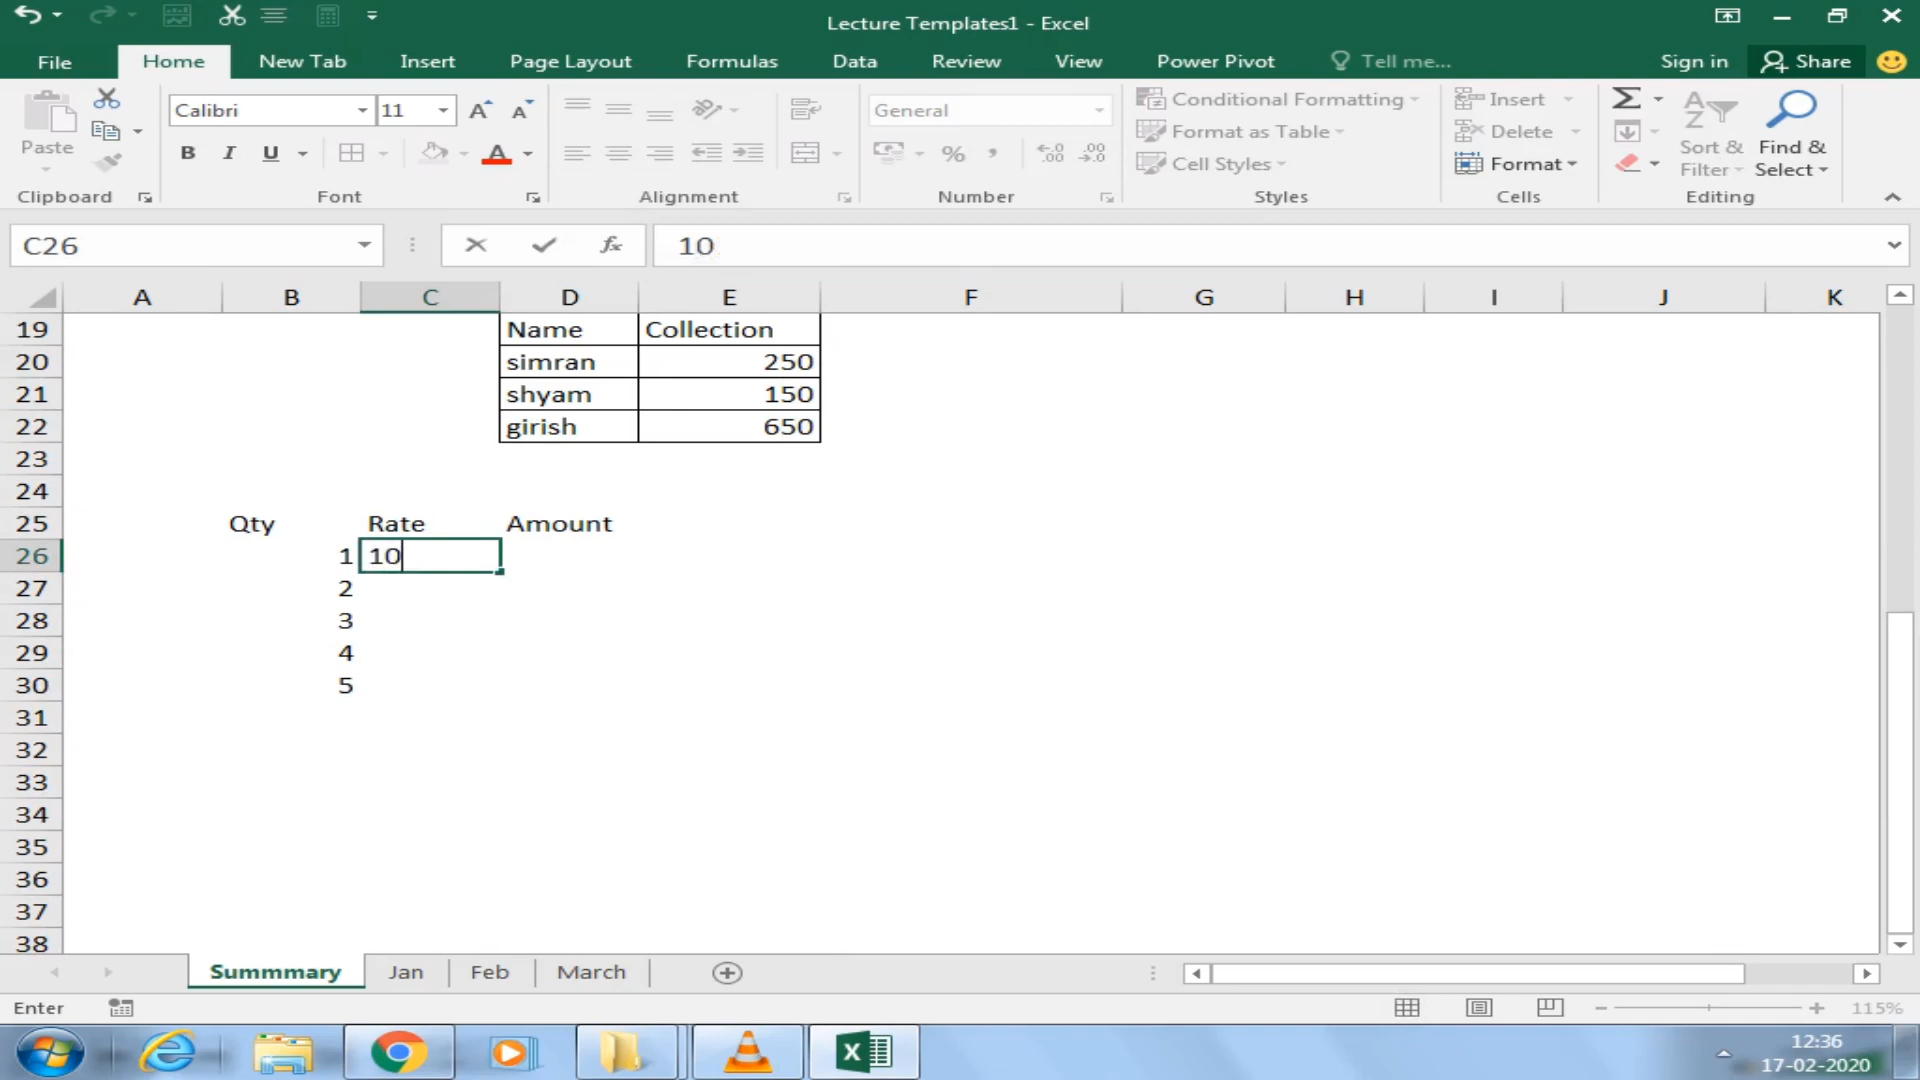 Lecture Templates1 - Excel
File Home New Tab Insert Page Layout Formulas Data Review View Power Pivot Tell me... Sign in Share
Paste
Calibri 11 A A
B I U A
General
% , ←.0 .00 .00 →.0
Conditional Formatting
Format as Table
Cell Styles
Insert
Delete
Format
Σ
A Z
Sort & Filter
Find & Select
Clipboard Font Alignment Number Styles Cells Editing
C26 fx 10
A B C D E F G H I J K
19 Name Collection
20 simran 250
21 shyam 150
22 girish 650
23
24
25 Qty Rate Amount
26 1 10
27 2
28 3
29 4
30 5
31
32
33
34
35
36
37
38
Summmary Jan Feb March
Enter 115%
12:36
17-02-2020